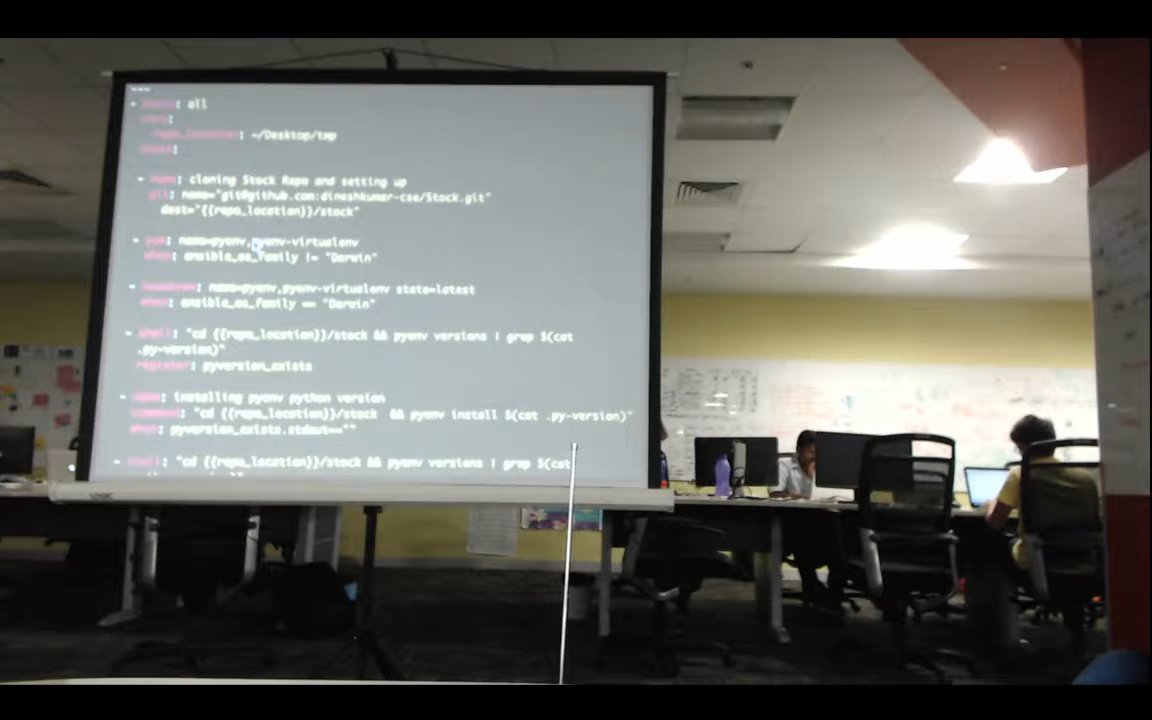 ---
- hosts: all
vars:
repo_location: ~/Desktop/tmp
tasks:
- name: cloning Stock Repo and setting up
git: name="git@github.com:dineshkumar-cse/Stock.git"
dest="{{repo_location}}/stock"
- yum: name=pyenv,pyenv-virtualenv
when: ansible_os_family != "Darwin"
- homebrew: name=pyenv,pyenv-virtualenv state=latest
when: ansible_os_family == "Darwin"
- shell: "cd {{repo_location}}/stock && pyenv versions | grep $(cat
.py-version)"
register: pyversion_exists
- name: installing pyenv python version
command: "cd {{repo_location}}/stock && pyenv install $(cat .py-version)"
when: pyversion_exists.stdout==""
- shell: "cd {{repo_location}}/stock && pyenv versions | grep $(cat